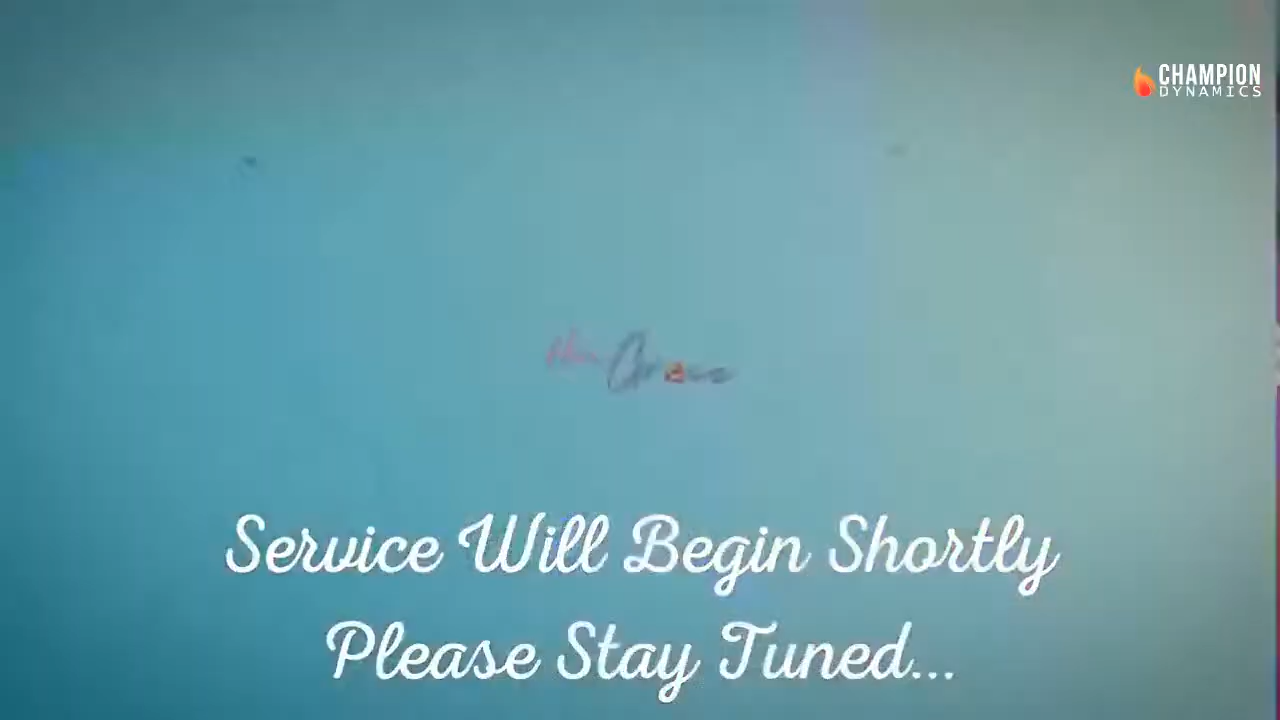 CHAMPION
DYNAMICS
Service Will Begin Shortly
Please Stay Tuned...